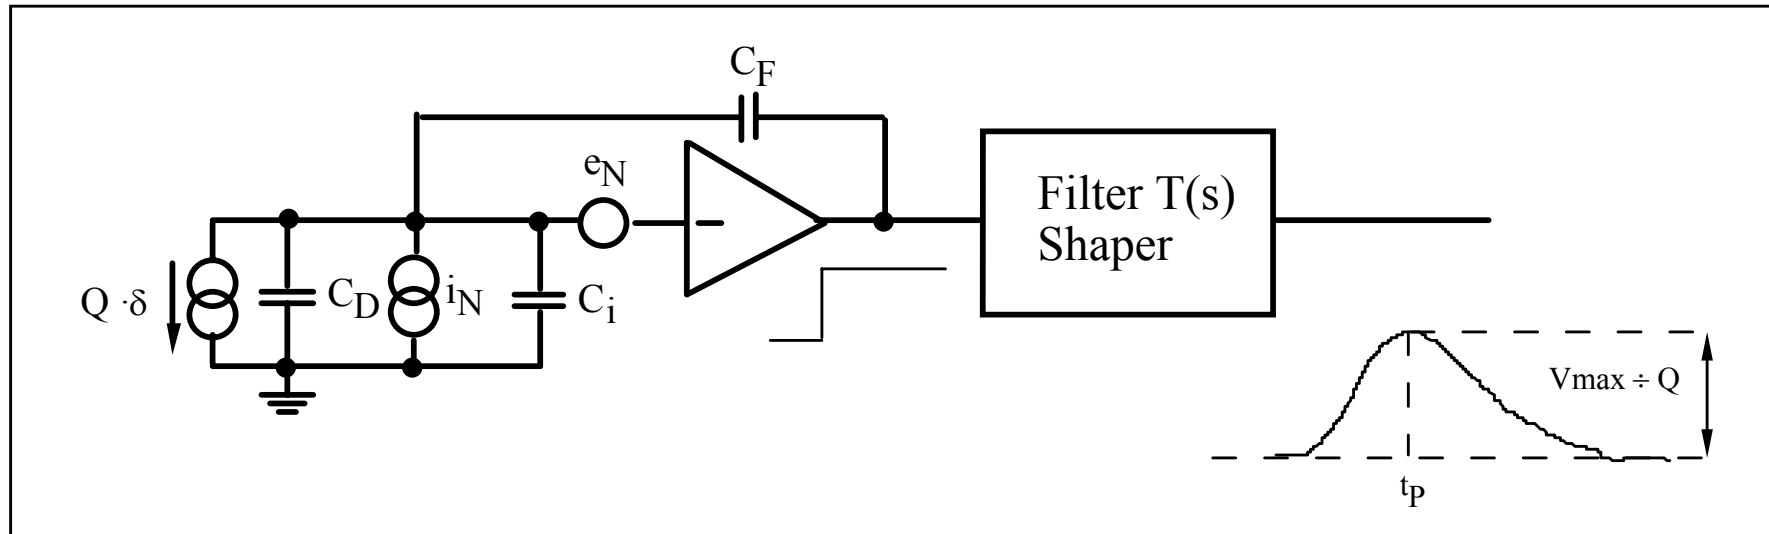 C_F
e_N
Filter T(s)
Shaper
Q ·δ
C_D
i_N
C_i
Vmax ÷ Q
t_P